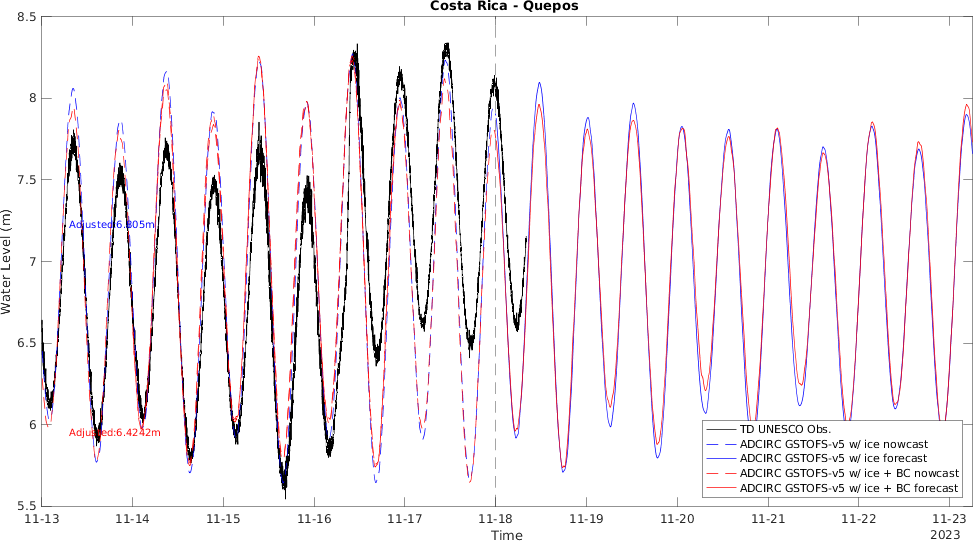 Costa Rica - Quepos
8.5
8
7.5
7
6.5
6
5.5
Water Level (m)
Adjusted:6.805m
Adjusted:6.4242m
TD UNESCO Obs.
ADCIRC GSTOFS-v5 w/ ice nowcast
ADCIRC GSTOFS-v5 w/ ice forecast
ADCIRC GSTOFS-v5 w/ ice + BC nowcast
ADCIRC GSTOFS-v5 w/ ice + BC forecast
11-13 11-14 11-15 11-16 11-17 11-18 11-19 11-20 11-21 11-22 11-23
Time
2023